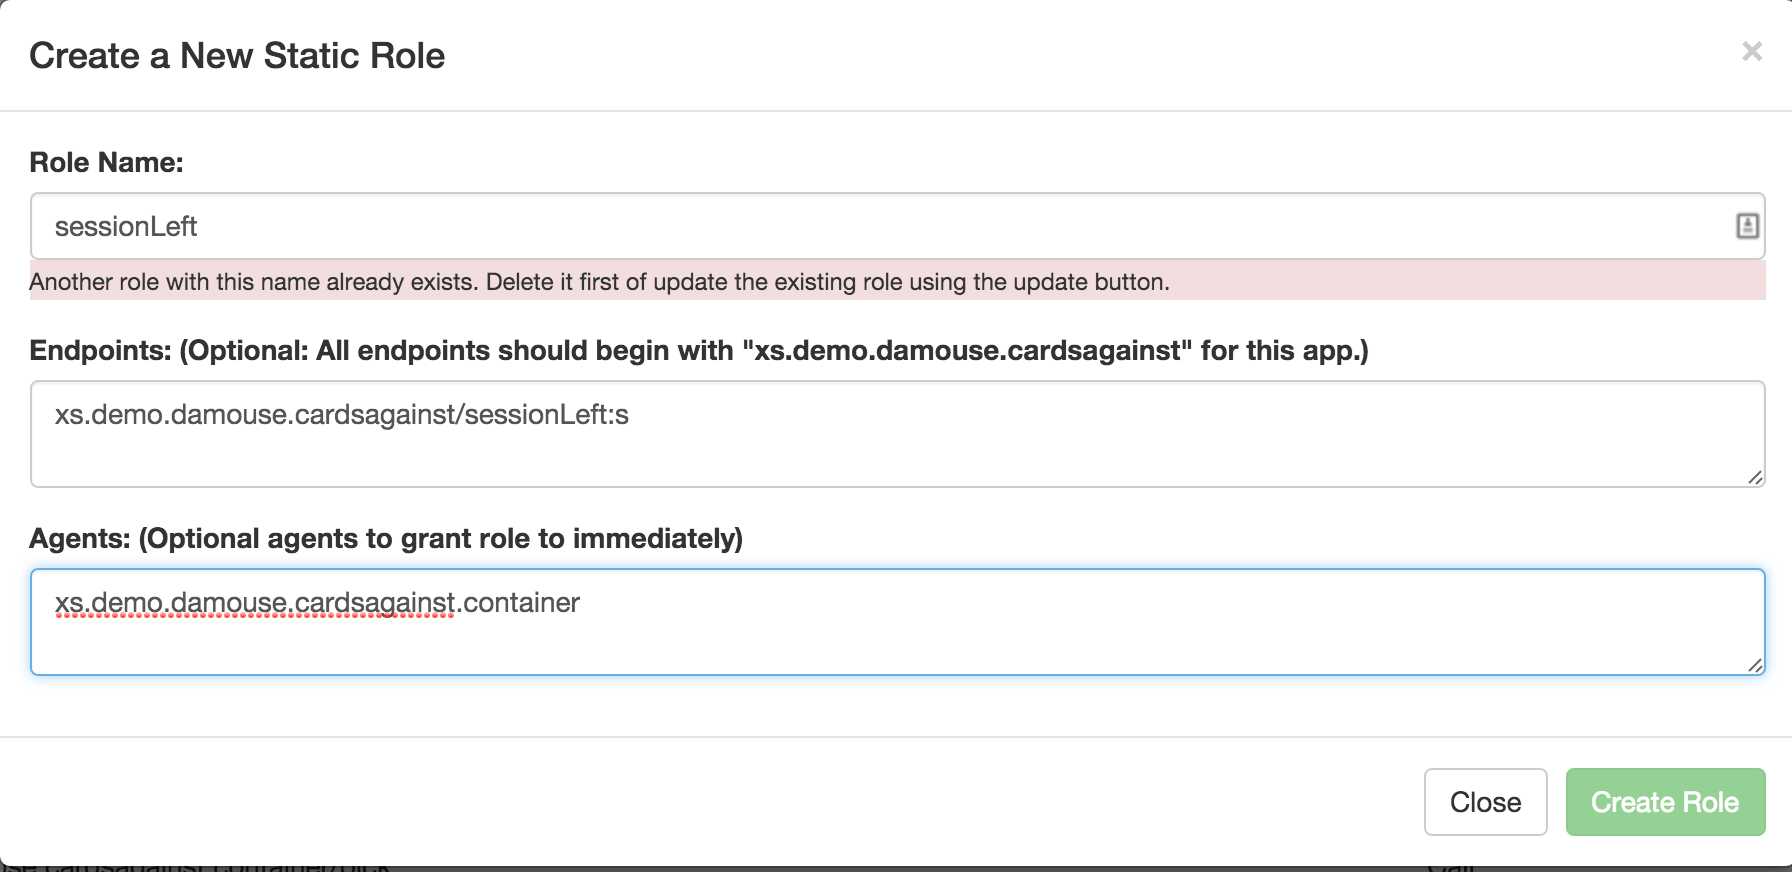 Create a New Static Role
×
Role Name:
sessionLeft
Another role with this name already exists. Delete it first of update the existing role using the update button.
Endpoints: (Optional: All endpoints should begin with "xs.demo.damouse.cardsagainst" for this app.)
xs.demo.damouse.cardsagainst/sessionLeft:s
Agents: (Optional agents to grant role to immediately)
xs.demo.damouse.cardsagainst.container
Close Create Role